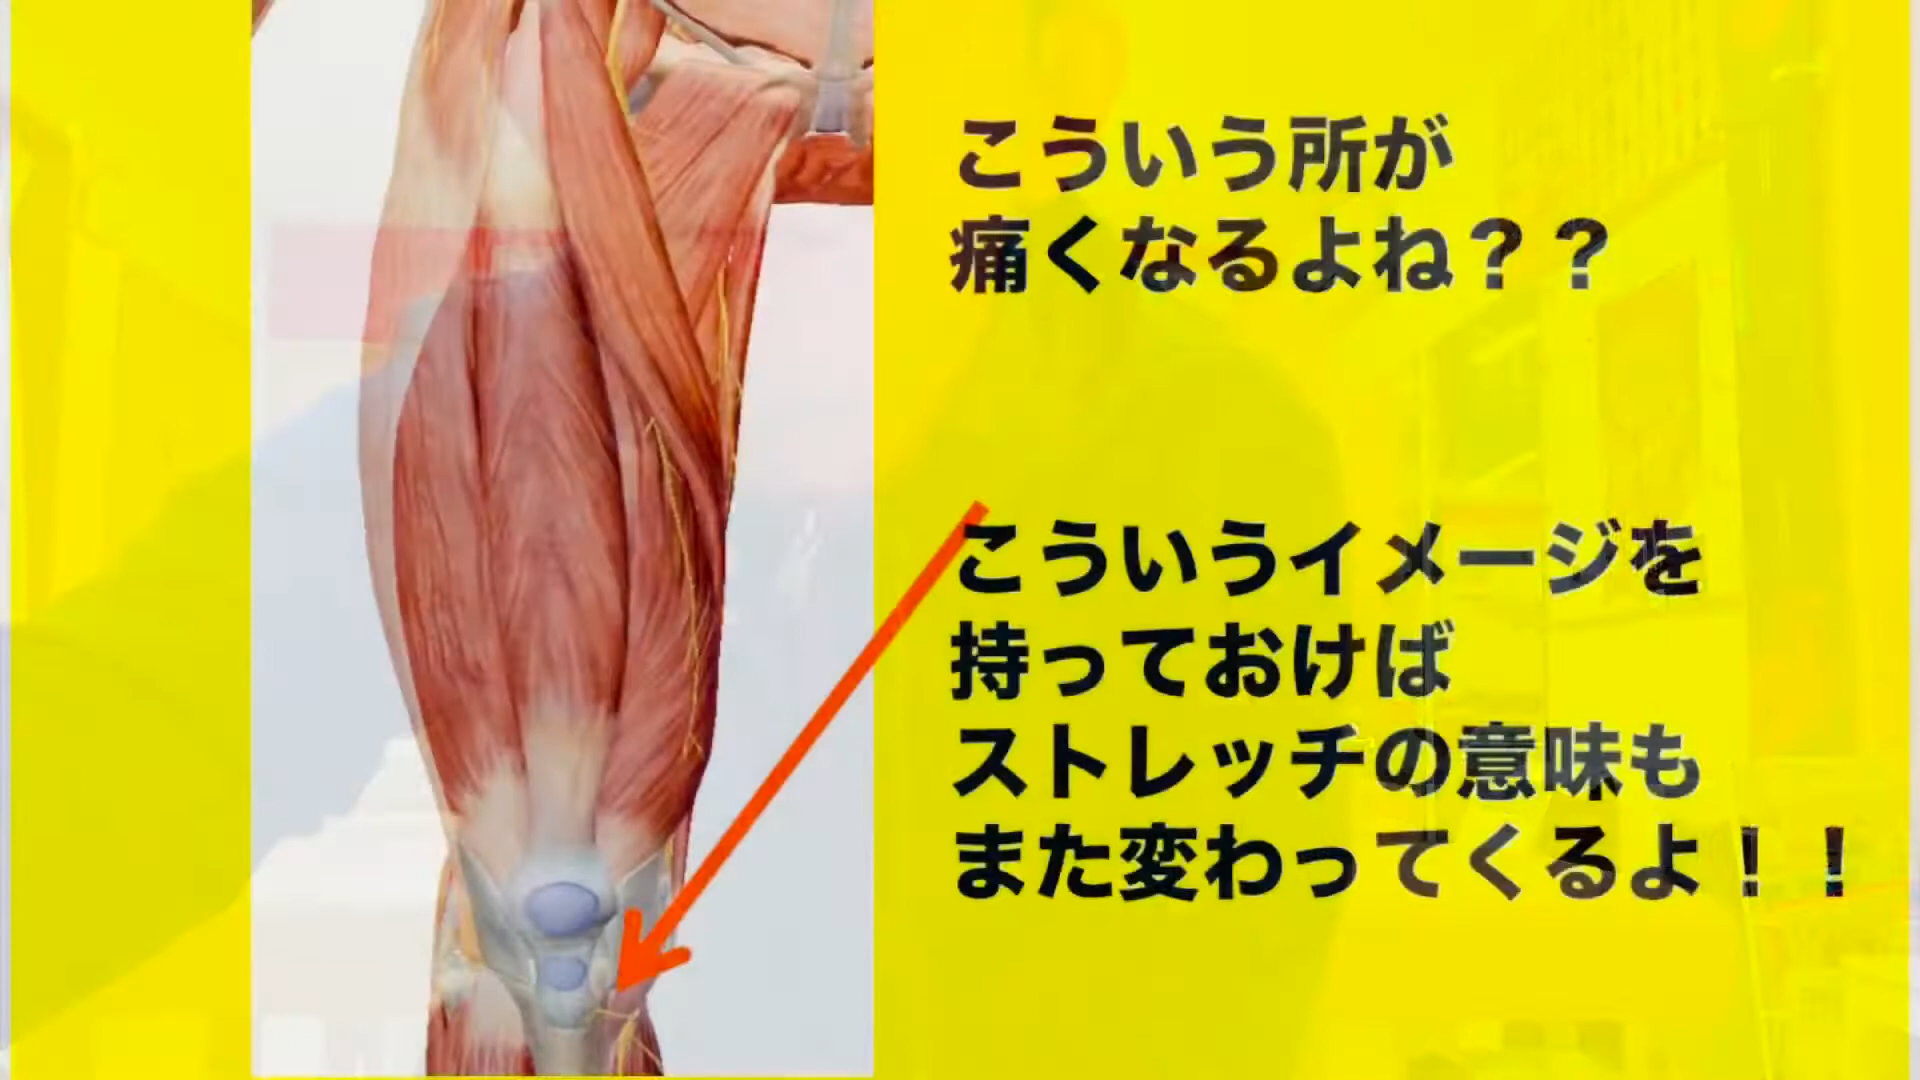 こういう所が
痛くなるよね？？
こういうイメージを
持っておけば
ストレッチの意味も
また変わってくるよ！！